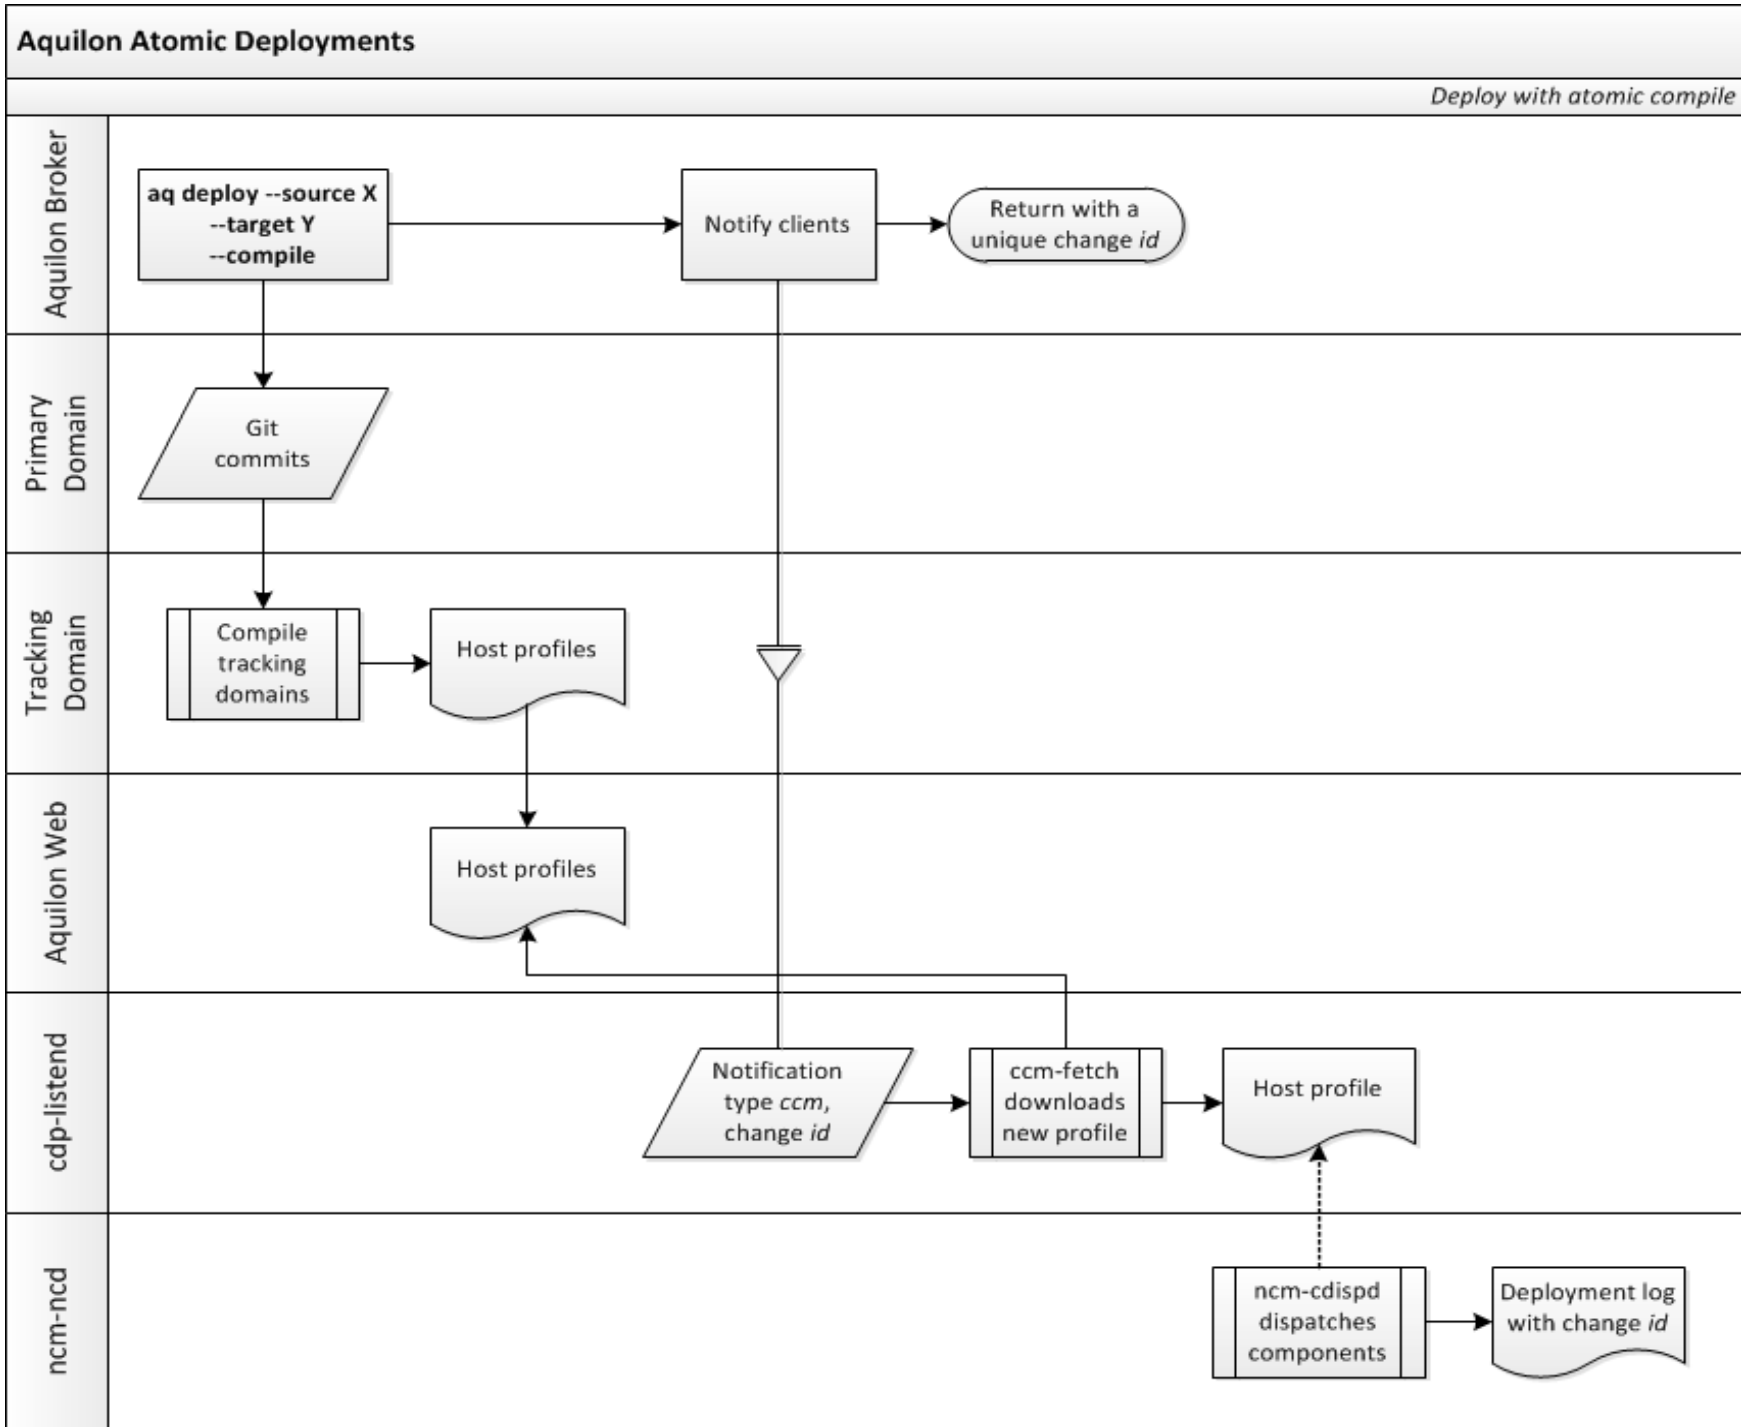 Aquilon Atomic Deployments
Deploy with atomic compile
Aquilon Broker
aq deploy --source X
--target Y
--compile
Notify clients
Return with a
unique change id
Primary
Domain
Git
commits
Tracking
Domain
Compile
tracking
domains
Host profiles
Aquilon Web
Host profiles
cdp-listend
Notification
type ccm,
change id
ccm-fetch
downloads
new profile
Host profile
ncm-ncd
ncm-cdispd
dispatches
components
Deployment log
with change id